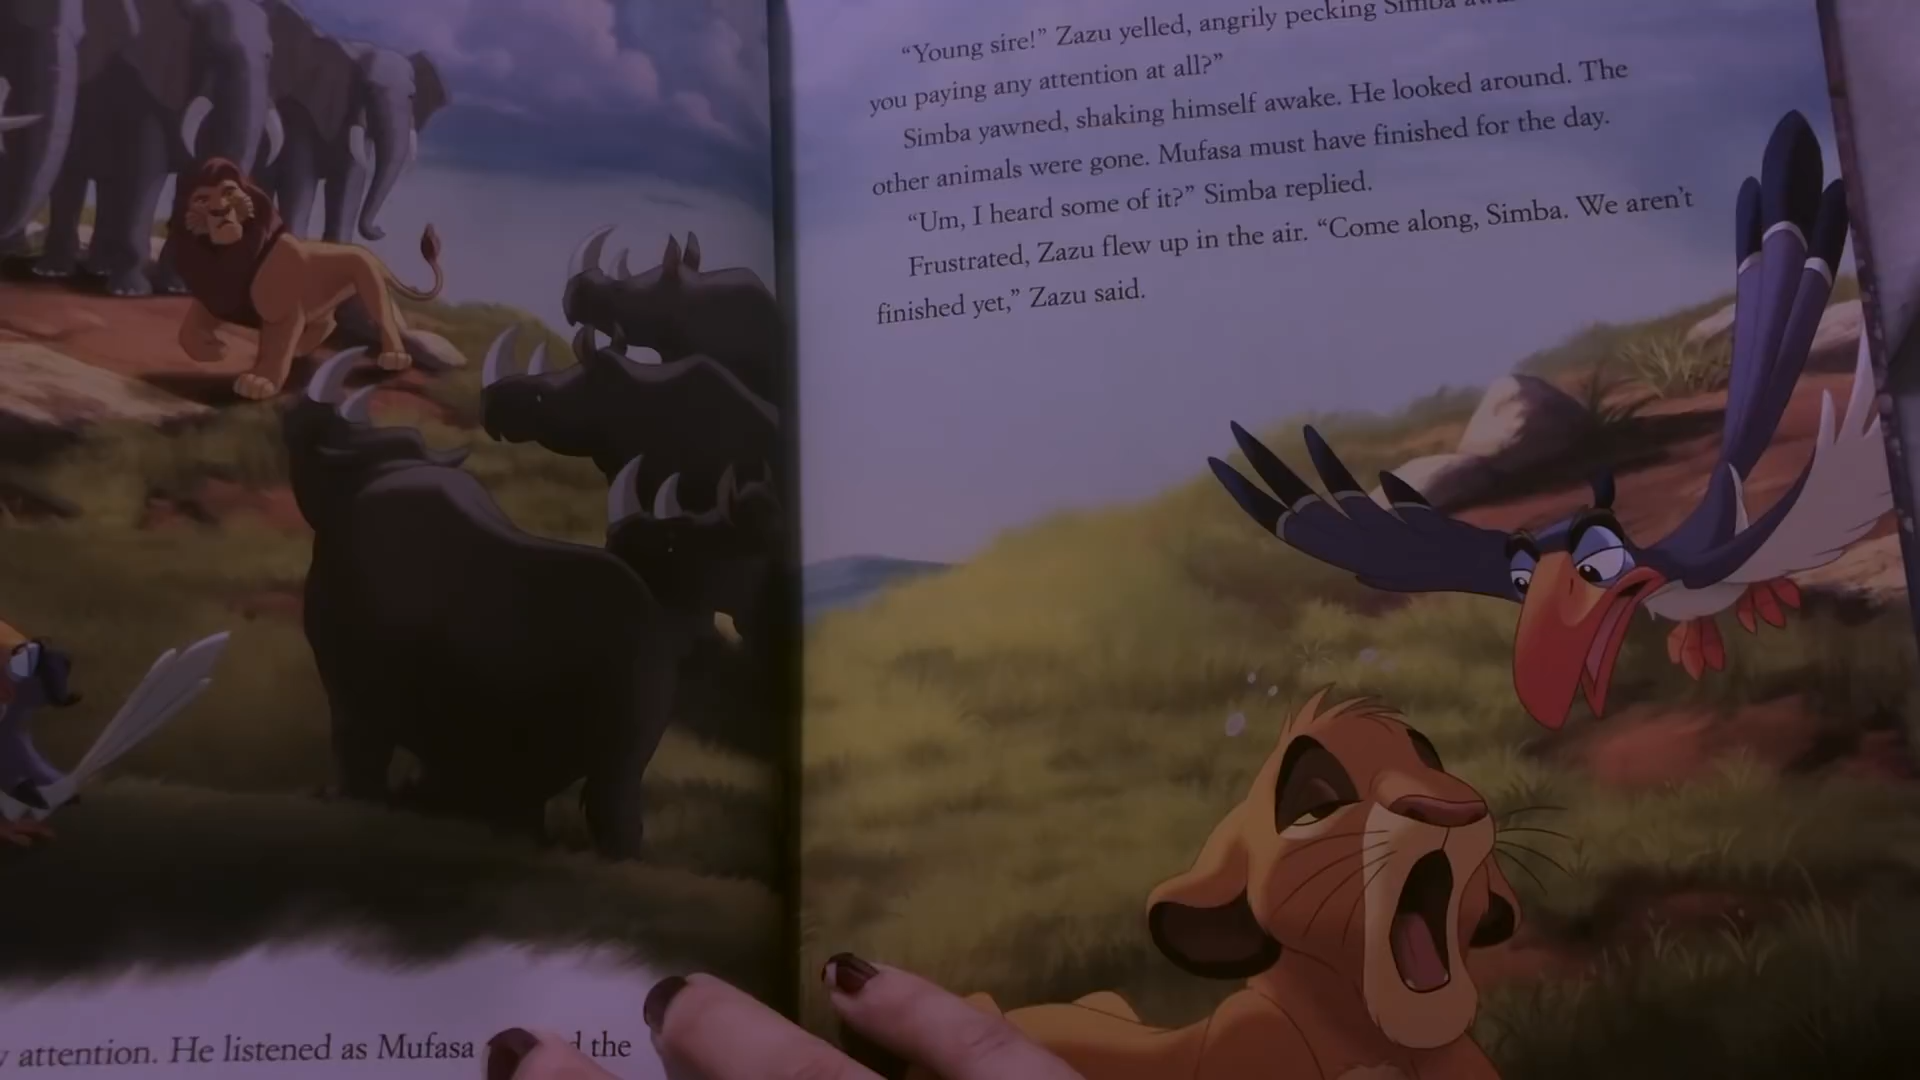 attention. He listened as Mufasa the
“Young sire!” Zazu yelled, angrily pecking Simba
you paying any attention at all?”
Simba yawned, shaking himself awake. He looked around. The
other animals were gone. Mufasa must have finished for the day.
“Um, I heard some of it?” Simba replied.
Frustrated, Zazu flew up in the air. “Come along, Simba. We aren’t
finished yet,” Zazu said.